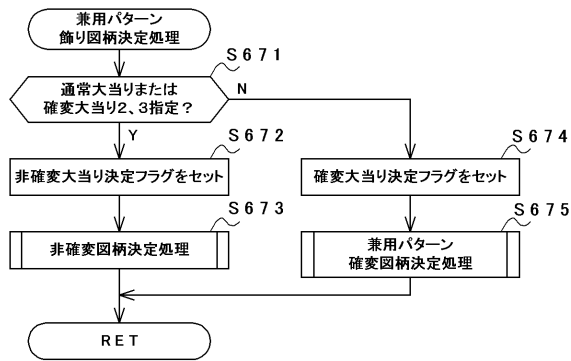 兼用パターン
飾り図柄決定処理
S671
通常大当りまたは
確変大当り2、3指定?
N
Y
S672
S674
非確変大当り決定フラグをセット
確変大当り決定フラグをセット
S673
S675
非確変図柄決定処理
兼用パターン
確変図柄決定処理
RET